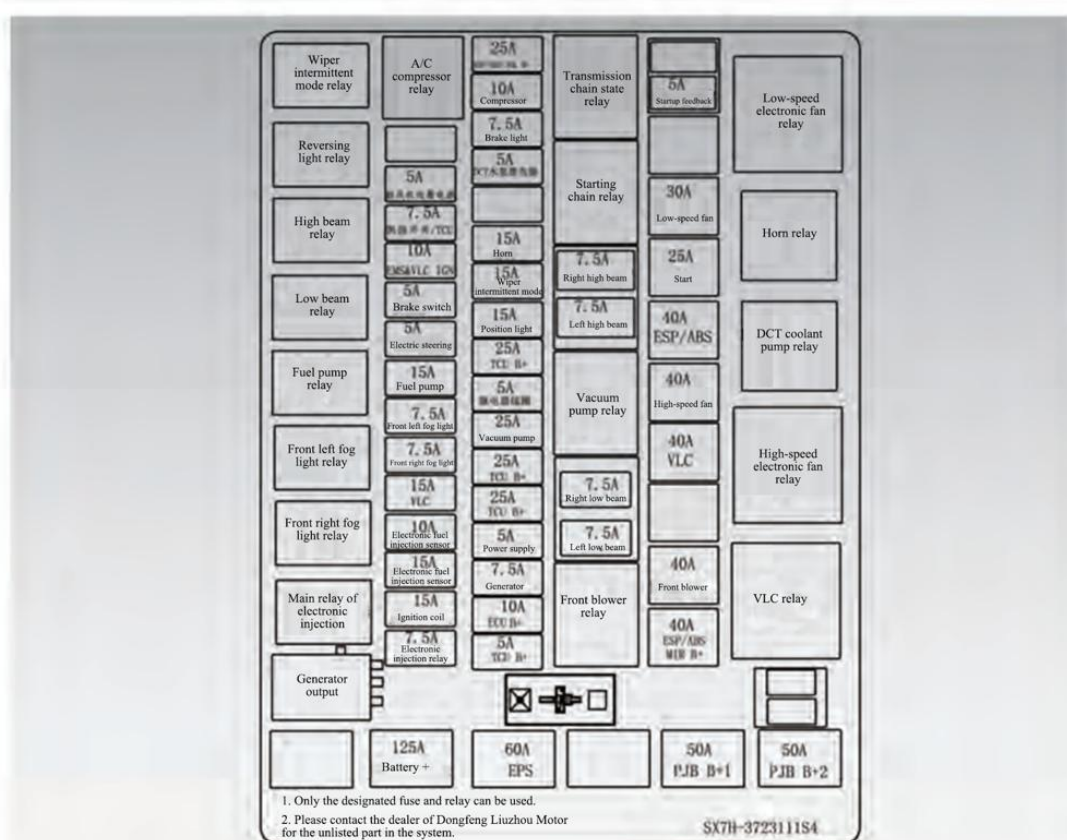 Wiper
intermittent
mode relay
Reversing
light relay
High beam
relay
Low beam
relay
Fuel pump
relay
Front left fog
light relay
Front right fog
light relay
Main relay of
electronic
injection
Generator
output
A/C
compressor
relay
5A
7.5A
/TCU
10A
EMS&VLC IGN
5A
Brake switch
5A
Electric steering
15A
Fuel pump
7.5A
Front left fog light
7.5A
Front right fog light
15A
VLC
10A
Electronic fuel
injection sensor
15A
Electronic fuel
injection sensor
15A
Ignition coil
7.5A
Electronic
injection relay
25A
10A
Compressor
7.5A
Brake light
5A
15A
Horn
15A
Wiper
intermittent mode
15A
Position light
25A
TCU B+
5A
25A
Vacuum pump
25A
TCU B+
25A
TCU B+
5A
Power supply
7.5A
Generator
10A
ECU B+
5A
TCU B+
Transmission
chain state
relay
Starting
chain relay
7.5A
Right high beam
7.5A
Left high beam
Vacuum
pump relay
7.5A
Right low beam
7.5A
Left low beam
Front blower
relay
5A
Startup feedback
30A
Low-speed fan
25A
Start
40A
ESP/ABS
40A
High-speed fan
40A
VLC
40A
Front blower
40A
ESP/ABS
B+
Low-speed
electronic fan
relay
Horn relay
DCT coolant
pump relay
High-speed
electronic fan
relay
VLC relay
125A
Battery +
60A
EPS
50A
PJB B+1
50A
PJB B+2
1. Only the designated fuse and relay can be used.
2. Please contact the dealer of Dongfeng Liuzhou Motor
for the unlisted part in the system.
SX7H-3723111S4